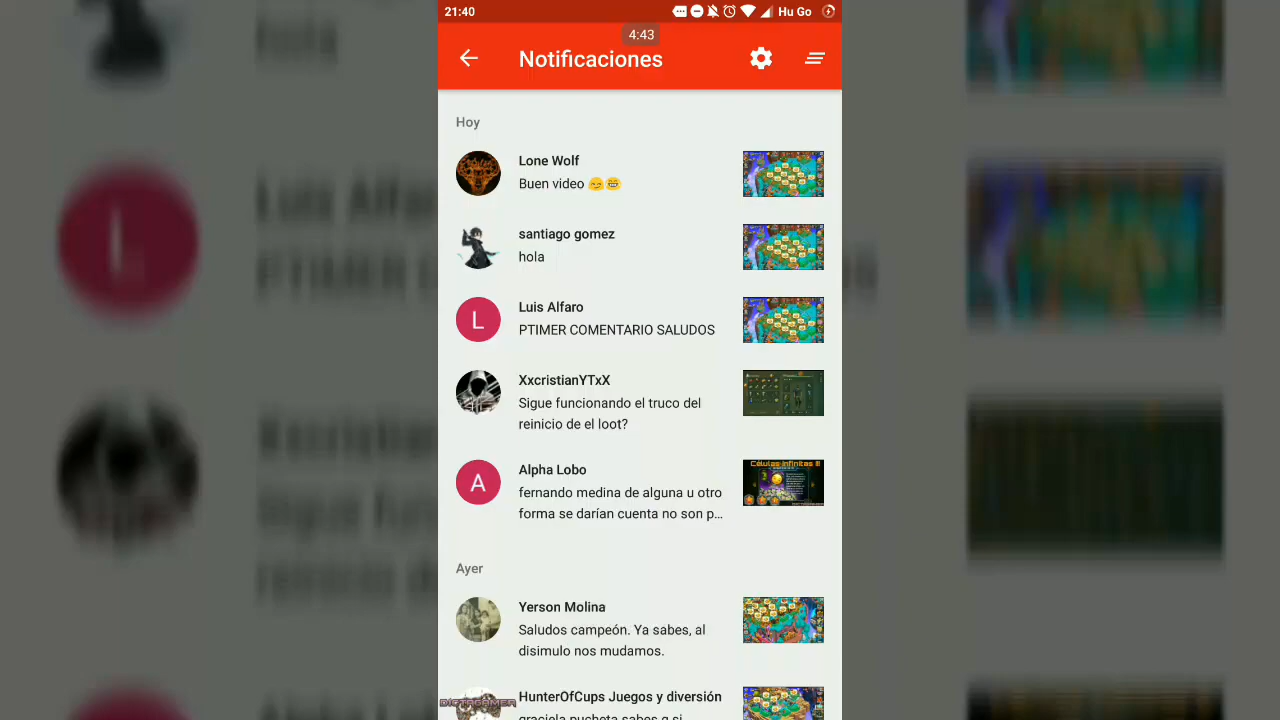 21:40
Hu Go
4:43
Notificaciones
Hoy
Lone Wolf
Buen video 😏😁
santiago gomez
hola
Luis Alfaro
PTIMER COMENTARIO SALUDOS
XxcristianYTxX
Sigue funcionando el truco del
reinicio de el loot?
Alpha Lobo
fernando medina de alguna u otro
forma se darían cuenta no son p…
Células Infinitas !!!
Ayer
Yerson Molina
Saludos campeón. Ya sabes, al
disimulo nos mudamos.
HunterOfCups Juegos y diversión
graciela pucheta sabes q si
L
A